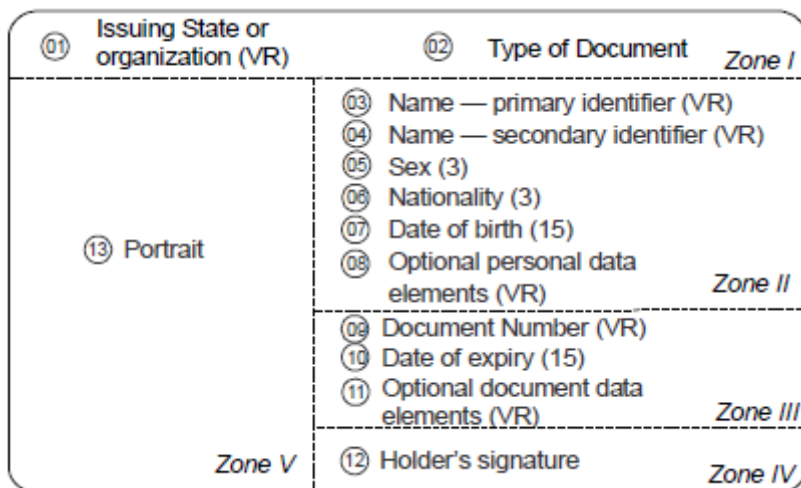 01 Issuing State or
organization (VR)
02 Type of Document
Zone I
03 Name — primary identifier (VR)
04 Name — secondary identifier (VR)
05 Sex (3)
06 Nationality (3)
07 Date of birth (15)
08 Optional personal data
elements (VR)
Zone II
13 Portrait
Zone V
09 Document Number (VR)
10 Date of expiry (15)
11 Optional document data
elements (VR)
Zone III
12 Holder's signature
Zone IV